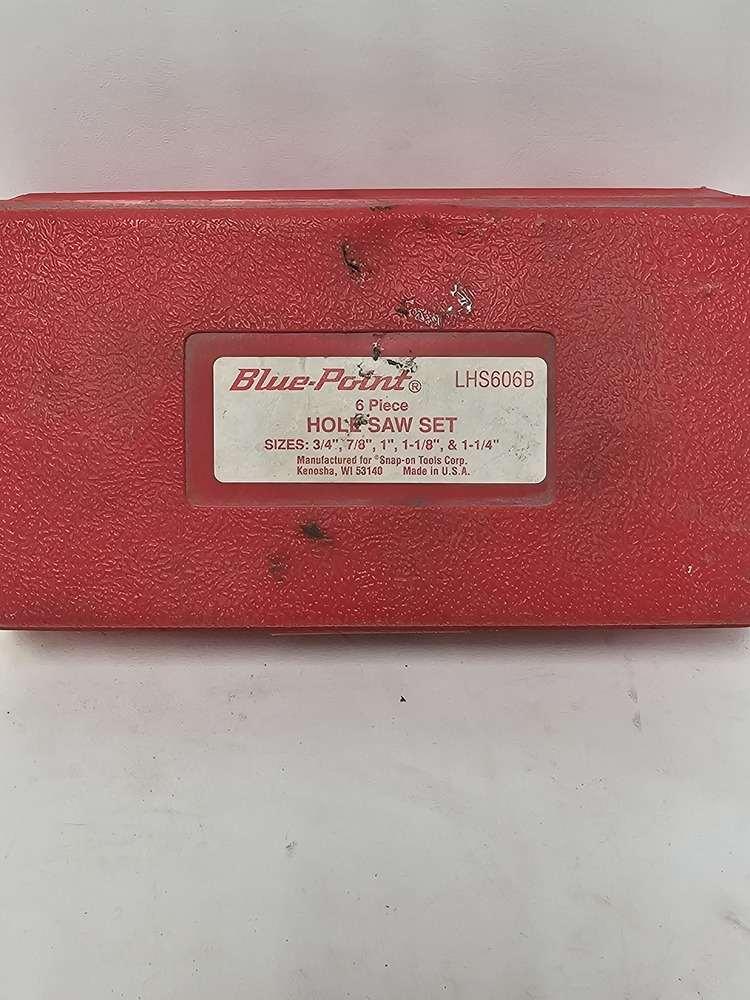 Blue-Point® LHS606B
6 Piece
HOLE SAW SET
SIZES: 3/4", 7/8", 1", 1-1/8", & 1-1/4"
Manufactured for ®Snap-on Tools Corp.
Kenosha, WI 53140 Made in U.S.A.